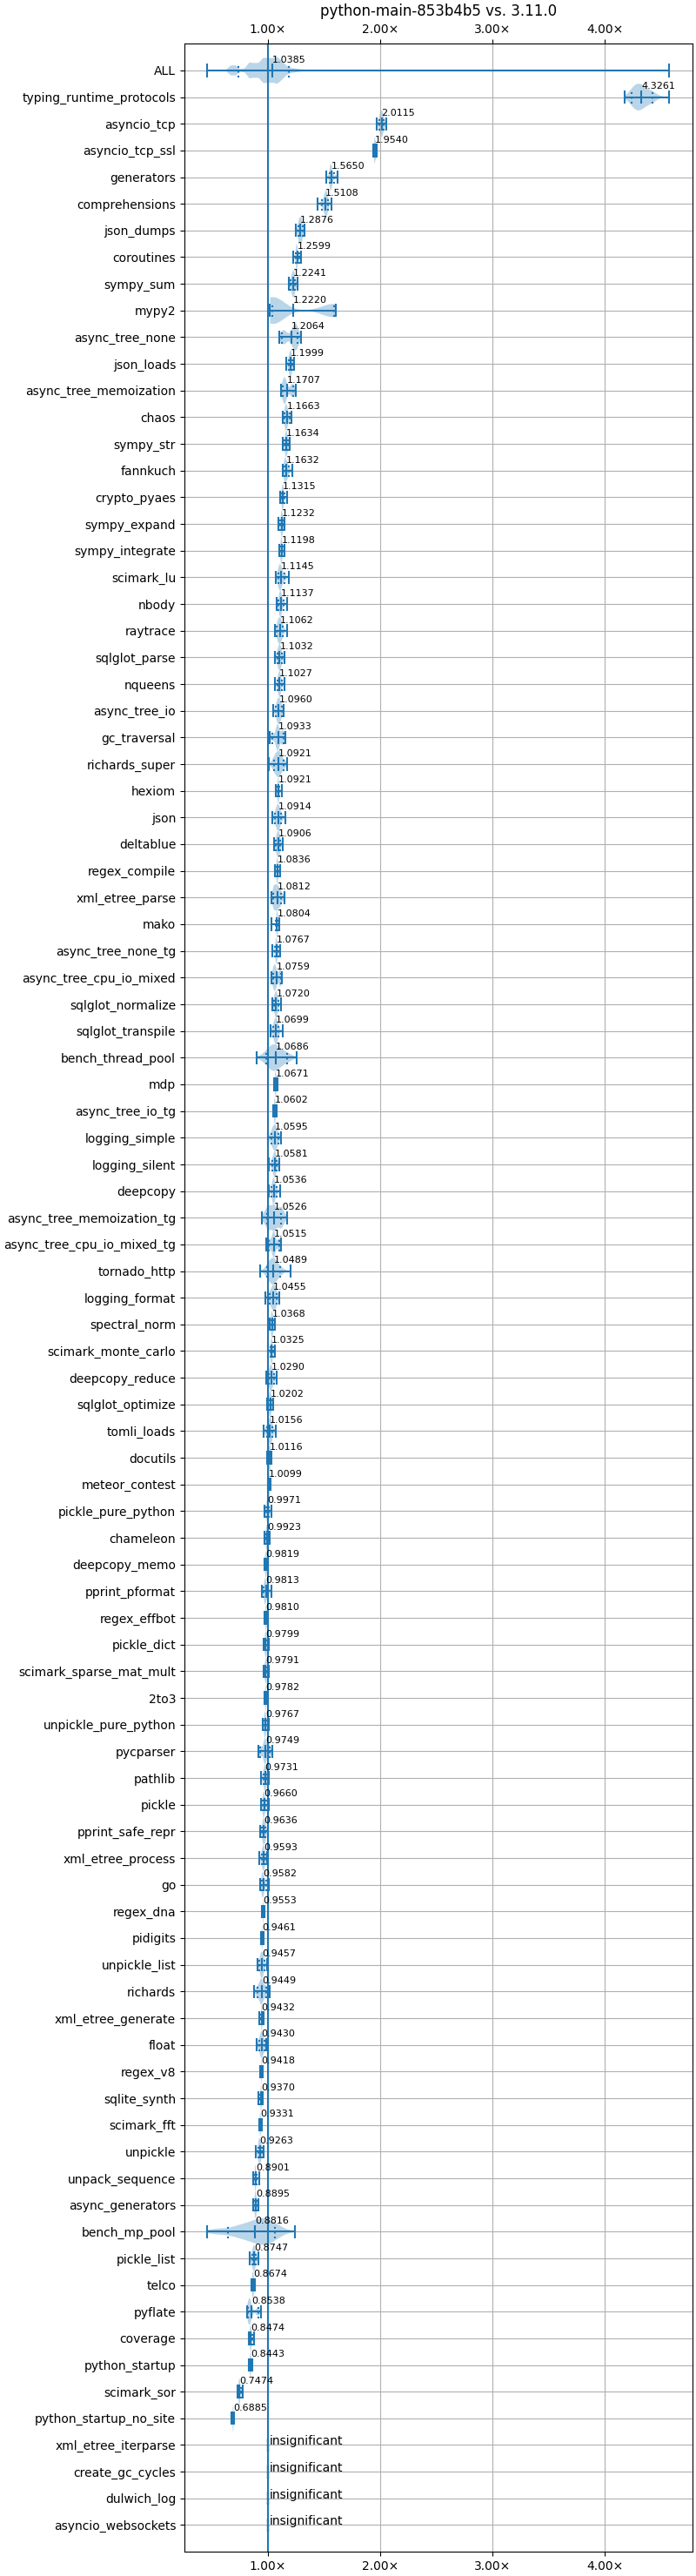 python-main-853b4b5 vs. 3.11.0
1.00× 2.00× 3.00× 4.00×
ALL 1.0385
typing_runtime_protocols 4.3261
asyncio_tcp 2.0115
asyncio_tcp_ssl 1.9540
generators 1.5650
comprehensions 1.5108
json_dumps 1.2876
coroutines 1.2599
sympy_sum 1.2241
mypy2 1.2220
async_tree_none 1.2064
json_loads 1.1999
async_tree_memoization 1.1707
chaos 1.1663
sympy_str 1.1634
fannkuch 1.1632
crypto_pyaes 1.1315
sympy_expand 1.1232
sympy_integrate 1.1198
scimark_lu 1.1145
nbody 1.1137
raytrace 1.1062
sqlglot_parse 1.1032
nqueens 1.1027
async_tree_io 1.0960
gc_traversal 1.0933
richards_super 1.0921
hexiom 1.0921
json 1.0914
deltablue 1.0906
regex_compile 1.0836
xml_etree_parse 1.0812
mako 1.0804
async_tree_none_tg 1.0767
async_tree_cpu_io_mixed 1.0759
sqlglot_normalize 1.0720
sqlglot_transpile 1.0699
bench_thread_pool 1.0686
mdp 1.0671
async_tree_io_tg 1.0602
logging_simple 1.0595
logging_silent 1.0581
deepcopy 1.0536
async_tree_memoization_tg 1.0526
async_tree_cpu_io_mixed_tg 1.0515
tornado_http 1.0489
logging_format 1.0455
spectral_norm 1.0368
scimark_monte_carlo 1.0325
deepcopy_reduce 1.0290
sqlglot_optimize 1.0202
tomli_loads 1.0156
docutils 1.0116
meteor_contest 1.0099
pickle_pure_python 0.9971
chameleon 0.9923
deepcopy_memo 0.9819
pprint_pformat 0.9813
regex_effbot 0.9810
pickle_dict 0.9799
scimark_sparse_mat_mult 0.9791
2to3 0.9782
unpickle_pure_python 0.9767
pycparser 0.9749
pathlib 0.9731
pickle 0.9660
pprint_safe_repr 0.9636
xml_etree_process 0.9593
go 0.9582
regex_dna 0.9553
pidigits 0.9461
unpickle_list 0.9457
richards 0.9449
xml_etree_generate 0.9432
float 0.9430
regex_v8 0.9418
sqlite_synth 0.9370
scimark_fft 0.9331
unpickle 0.9263
unpack_sequence 0.8901
async_generators 0.8895
bench_mp_pool 0.8816
pickle_list 0.8747
telco 0.8674
pyflate 0.8538
coverage 0.8474
python_startup 0.8443
scimark_sor 0.7474
python_startup_no_site 0.6885
xml_etree_iterparse insignificant
create_gc_cycles insignificant
dulwich_log insignificant
asyncio_websockets insignificant
1.00× 2.00× 3.00× 4.00×